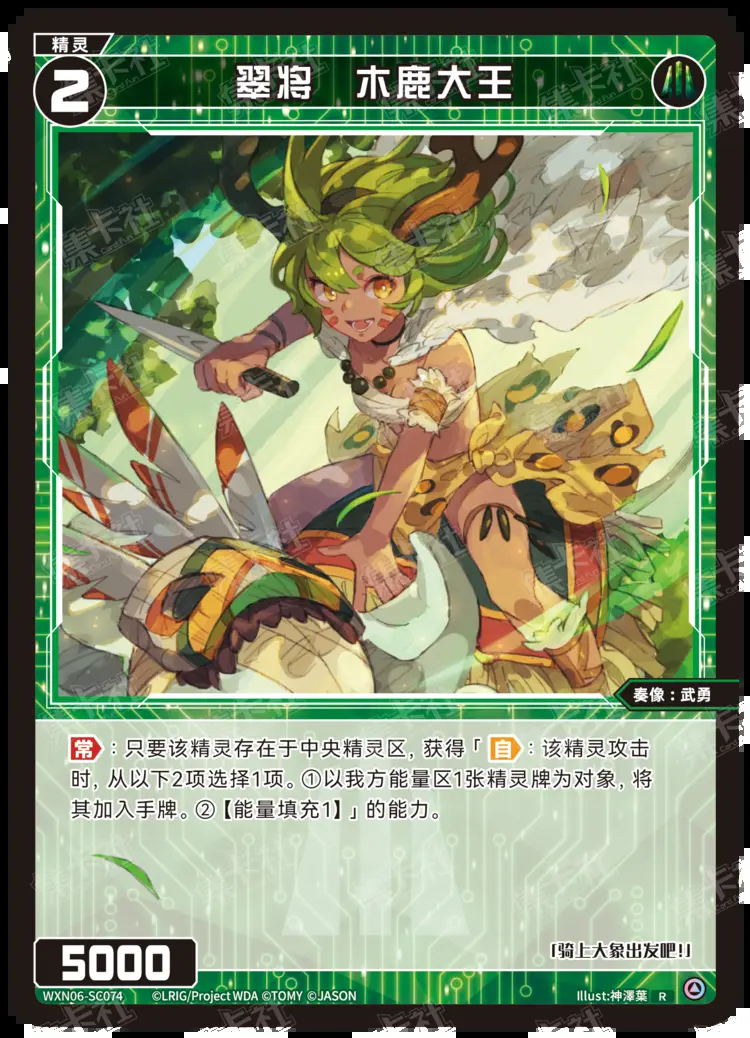 精灵
2
翠将 木鹿大王
奏像：武勇
常：只要该精灵存在于中央精灵区，获得「自：该精灵攻击
时，从以下2项选择1项。①以我方能量区1张精灵牌为对象，将
其加入手牌。②【能量填充1】」的能力。
「骑上大象出发吧！」
5000
WXN06-SC074 ©LRIG/Project WDA ©TOMY ©JASON Illust:神澤葉 R
集卡社